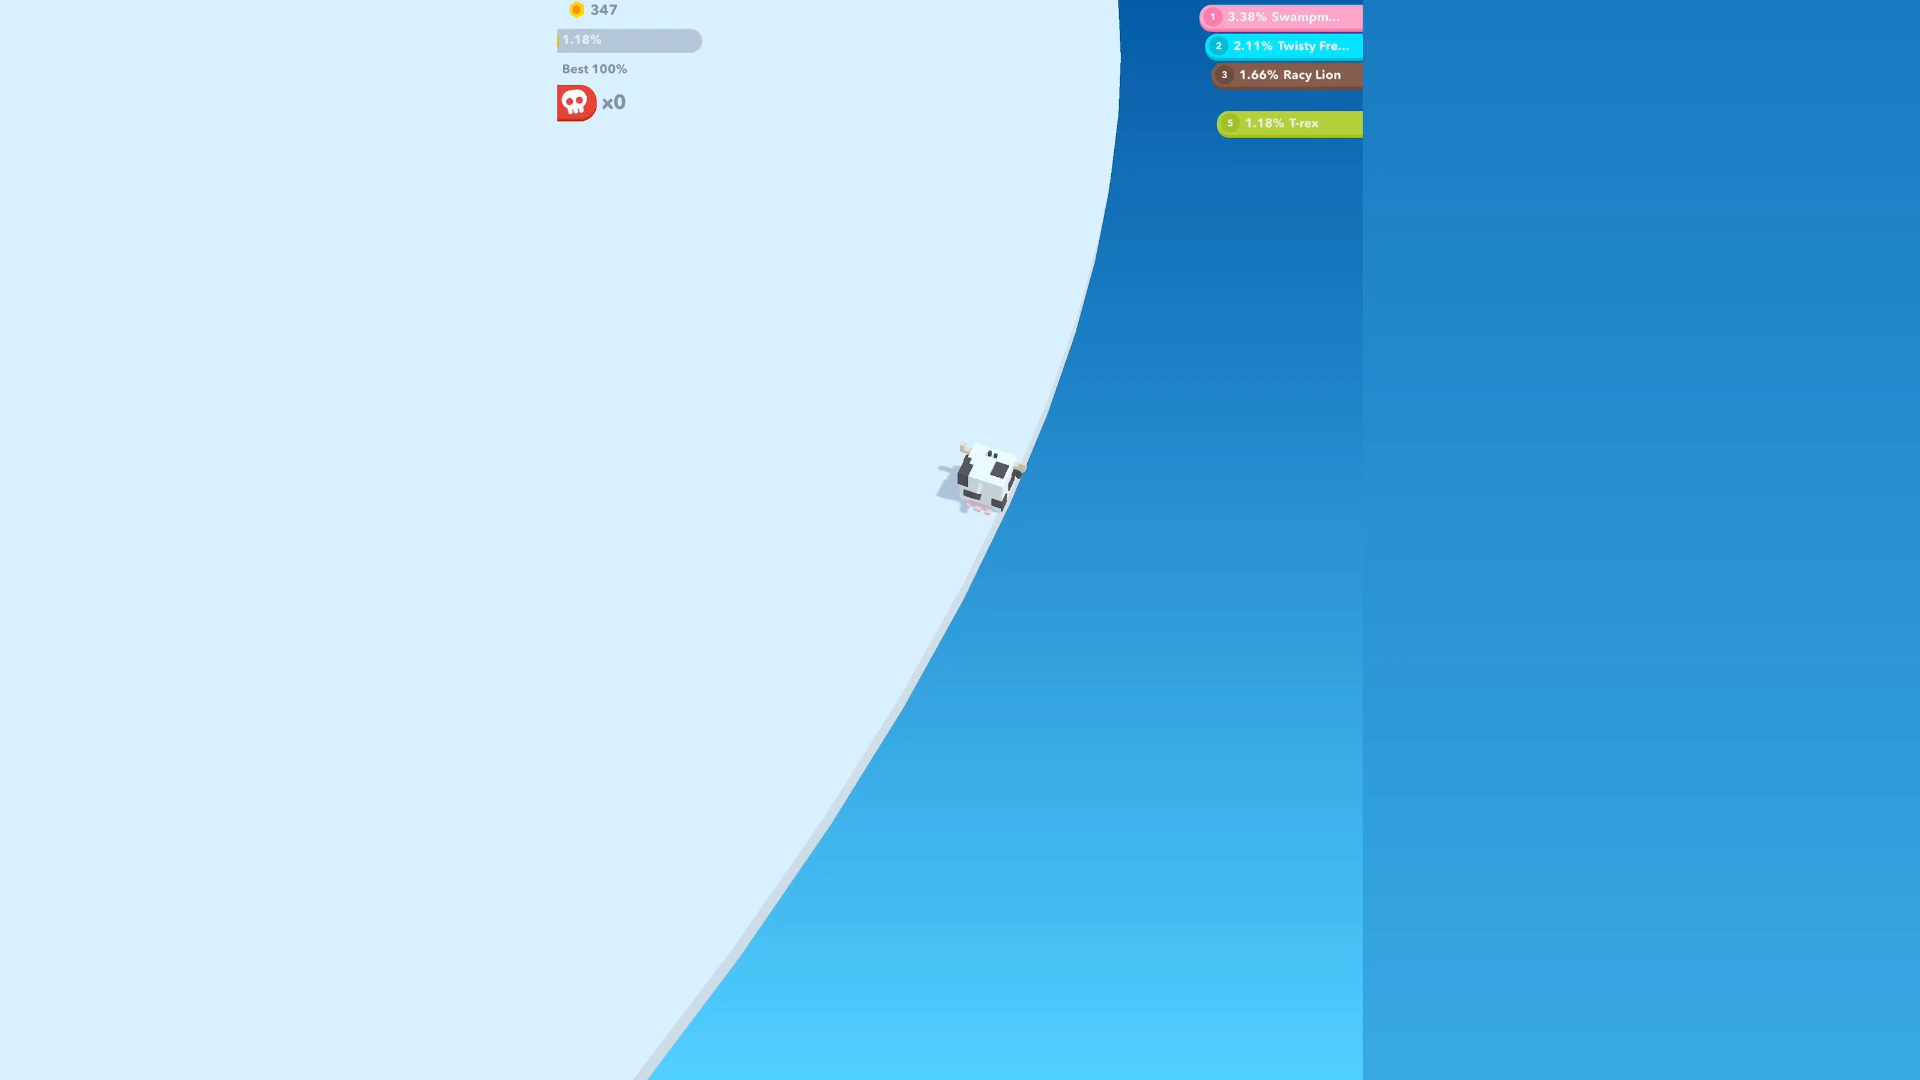 347
1.18%
Best 100%
x0
1 3.38% Swampm...
2 2.11% Twisty Fre...
3 1.66% Racy Lion
5 1.18% T-rex